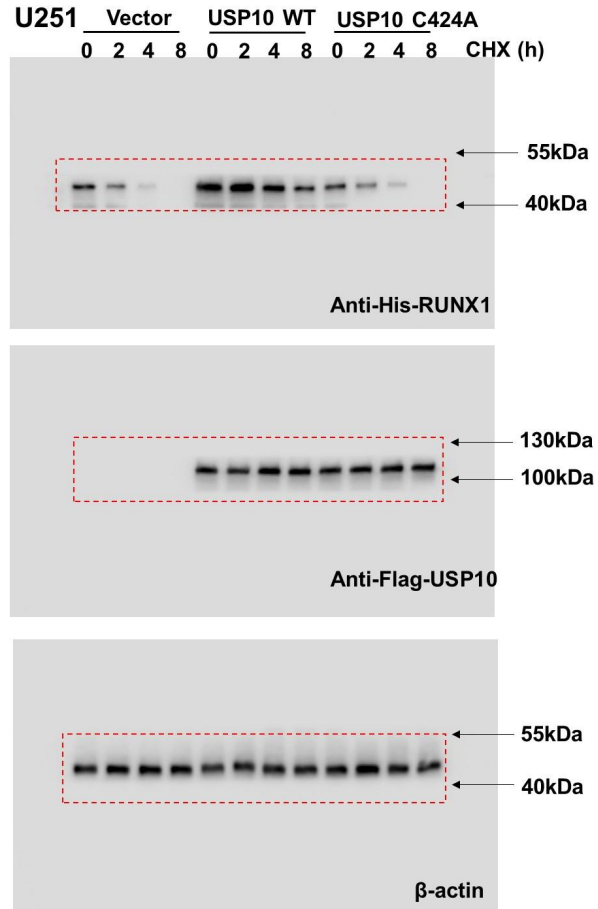 U251 Vector USP10 WT USP10 C424A
0 2 4 8 0 2 4 8 0 2 4 8 CHX (h)
55kDa
40kDa
Anti-His-RUNX1
130kDa
100kDa
Anti-Flag-USP10
55kDa
40kDa
β-actin